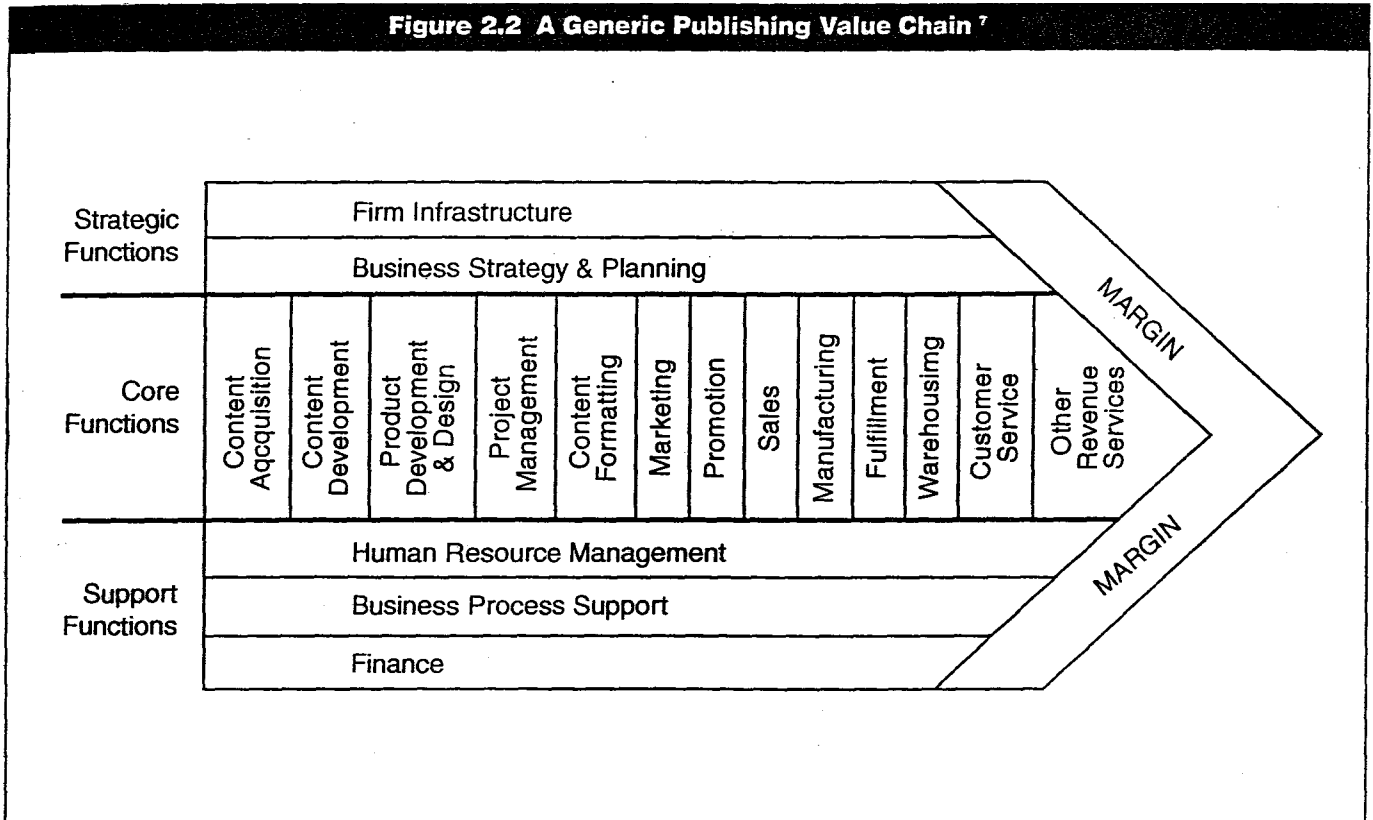 Figure 2.2 A Generic Publishing Value Chain 7
Strategic
Functions
Firm Infrastructure
Business Strategy & Planning
MARGIN
Core
Functions
Content
Aqcquisition
Content
Development
Product
Development
& Design
Project
Management
Content
Formatting
Marketing
Promotion
Sales
Manufacturing
Fulfillment
Warehousing
Customer
Service
Other
Revenue
Services
Support
Functions
Human Resource Management
Business Process Support
Finance
MARGIN